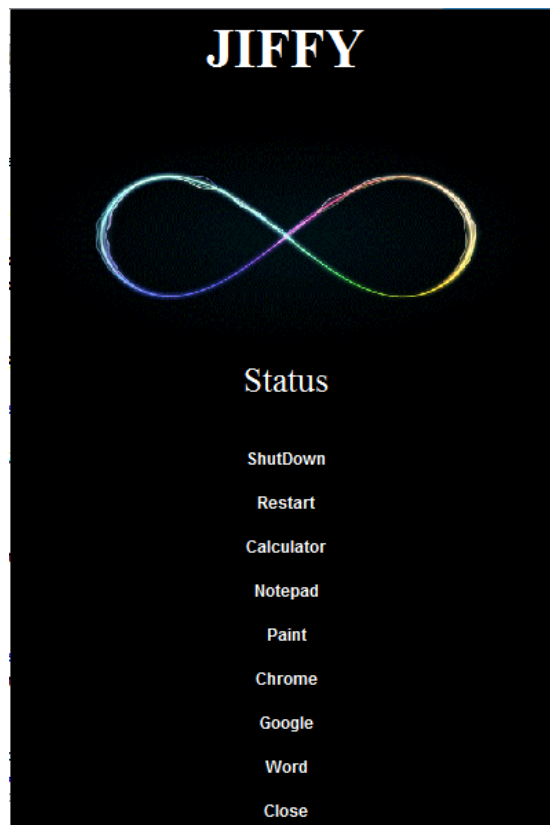 JIFFY
Status
ShutDown
Restart
Calculator
Notepad
Paint
Chrome
Google
Word
Close